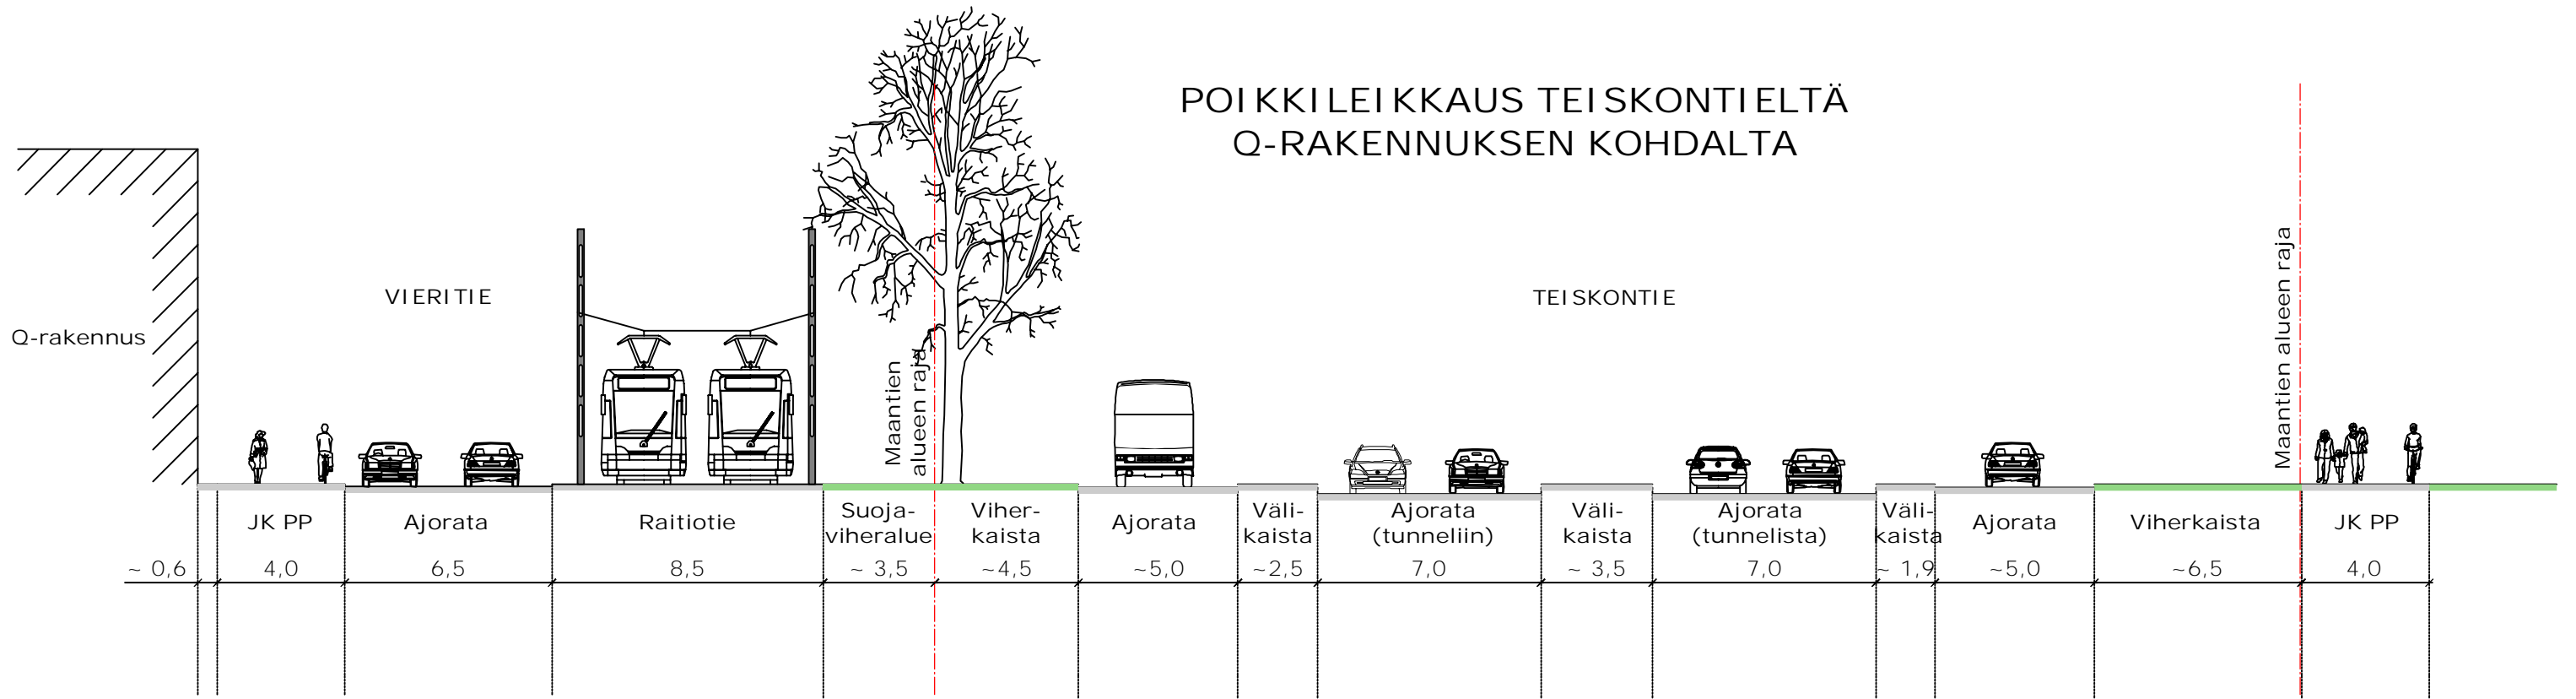 POIKKILEIKKAUS TEISKONTIELTÄ
Q-RAKENNUKSEN KOHDALTA
VIERITIE
TEISKONTIE
Q-rakennus
Maantien
alueen raja
Maantien alueen raja
JK PP
Ajorata
Raitiotie
Suoja-
viheralue
Viher-
kaista
Ajorata
Väli-
kaista
Ajorata
(tunneliin)
Väli-
kaista
Ajorata
(tunnelista)
Väli-
kaista
Ajorata
Viherkaista
JK PP
~ 0,6
4,0
6,5
8,5
~ 3,5
~4,5
~5,0
~2,5
7,0
~ 3,5
7,0
~ 1,9
~5,0
~6,5
4,0